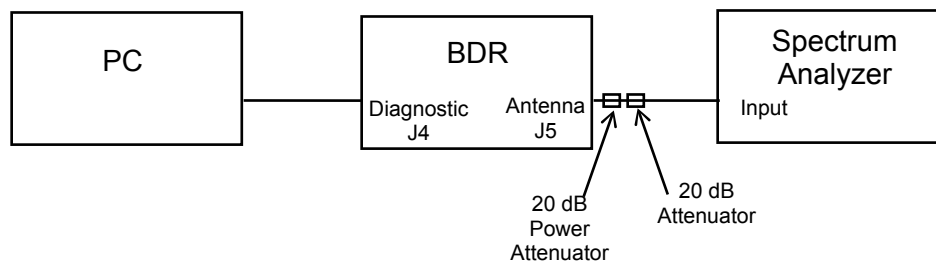 PC
BDR
Diagnostic
J4
Antenna
J5
Spectrum
Analyzer
Input
20 dB
Power
Attenuator
20 dB
Attenuator